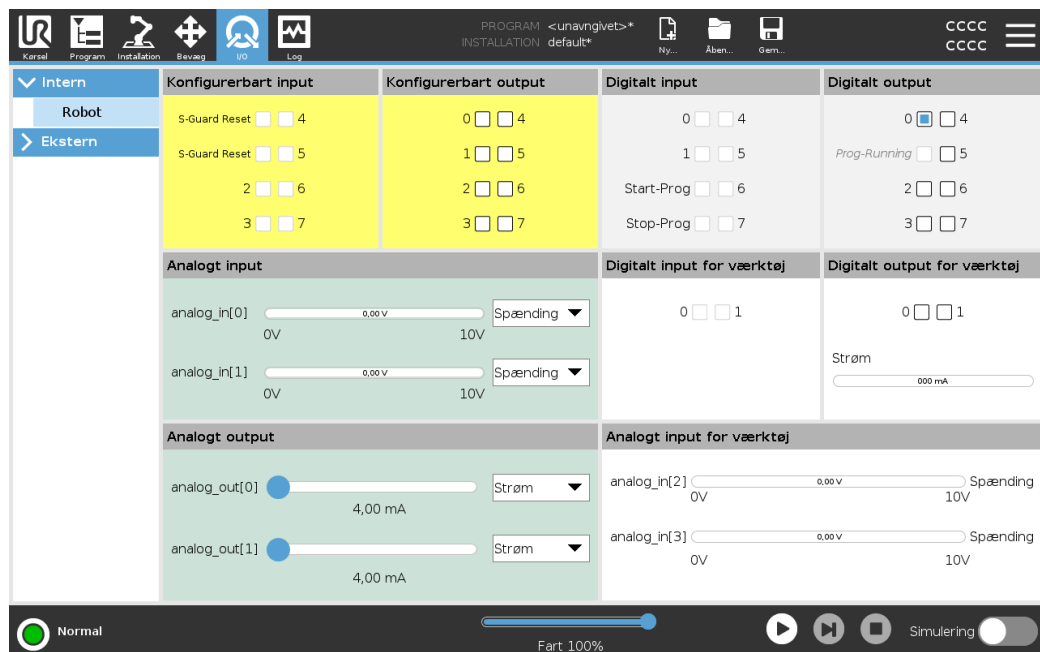 UR
Kørsel
Program
Installation
Bevæg
I/O
Log
PROGRAM <unavngivet>*
INSTALLATION default*
Ny...
Åben...
Gem...
CCCC
CCCC
Intern
Robot
Ekstern
Konfigurerbart input
S-Guard Reset 4
S-Guard Reset 5
2 6
3 7
Konfigurerbart output
0 4
1 5
2 6
3 7
Digitalt input
0 4
1 5
Start-Prog 6
Stop-Prog 7
Digitalt output
0 4
Prog-Running 5
2 6
3 7
Analogt input
analog_in[0] 0,00 V Spænding
0V 10V
analog_in[1] 0,00 V Spænding
0V 10V
Digitalt input for værktøj
0 1
Digitalt output for værktøj
0 1
Strøm
000 mA
Analogt output
analog_out[0] Strøm
4,00 mA
analog_out[1] Strøm
4,00 mA
Analogt input for værktøj
analog_in[2] 0,00 V Spænding
0V 10V
analog_in[3] 0,00 V Spænding
0V 10V
Normal
Fart 100%
Simulering